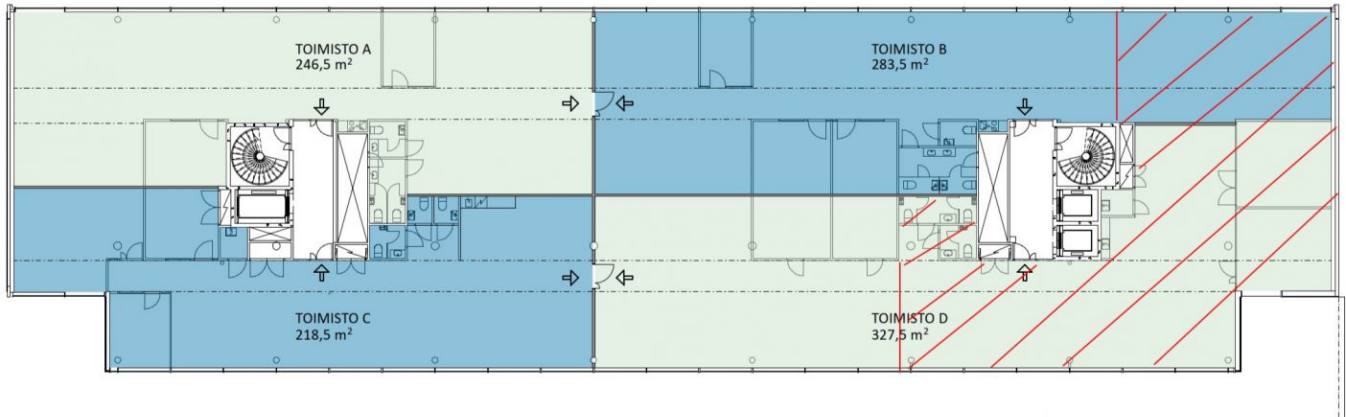 TOIMISTO A
246,5 m²
TOIMISTO B
283,5 m²
TOIMISTO C
218,5 m²
TOIMISTO D
327,5 m²